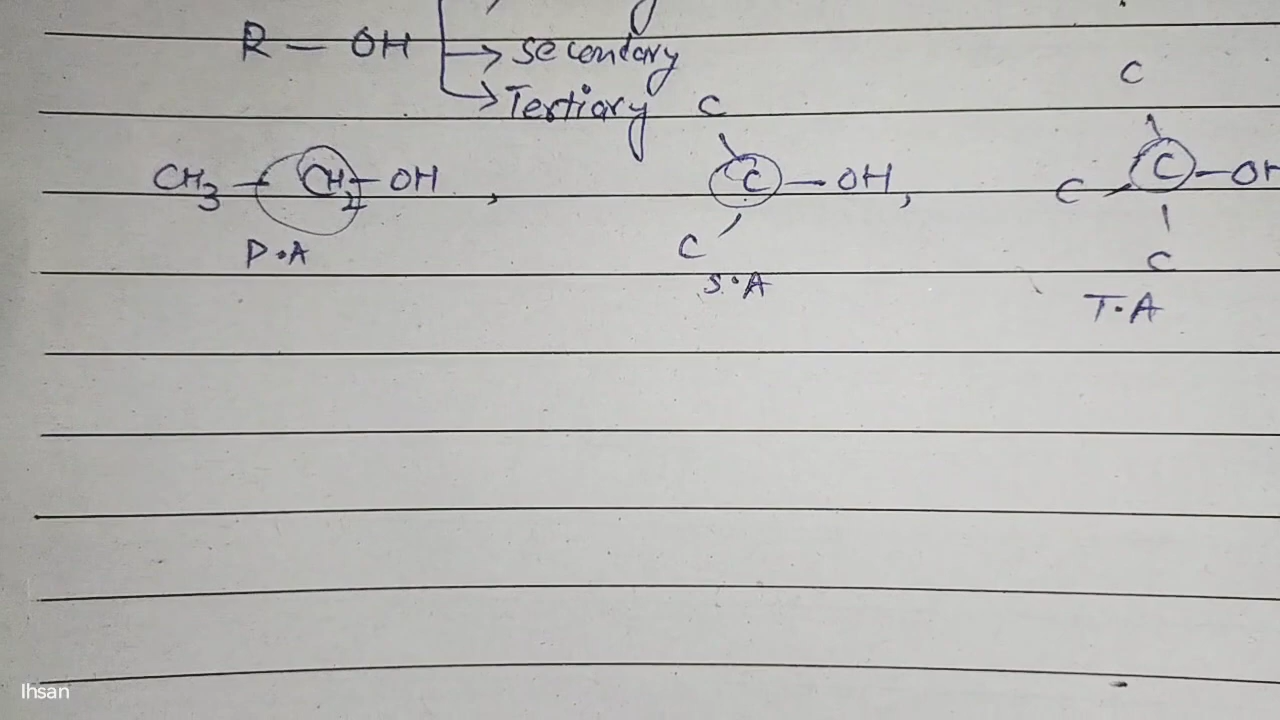 R — OH → Secondary
→ Tertiary
C C
CH3 — CH2 — OH , C — OH , C C — OH
P.A C C
S.A T.A
Ihsan